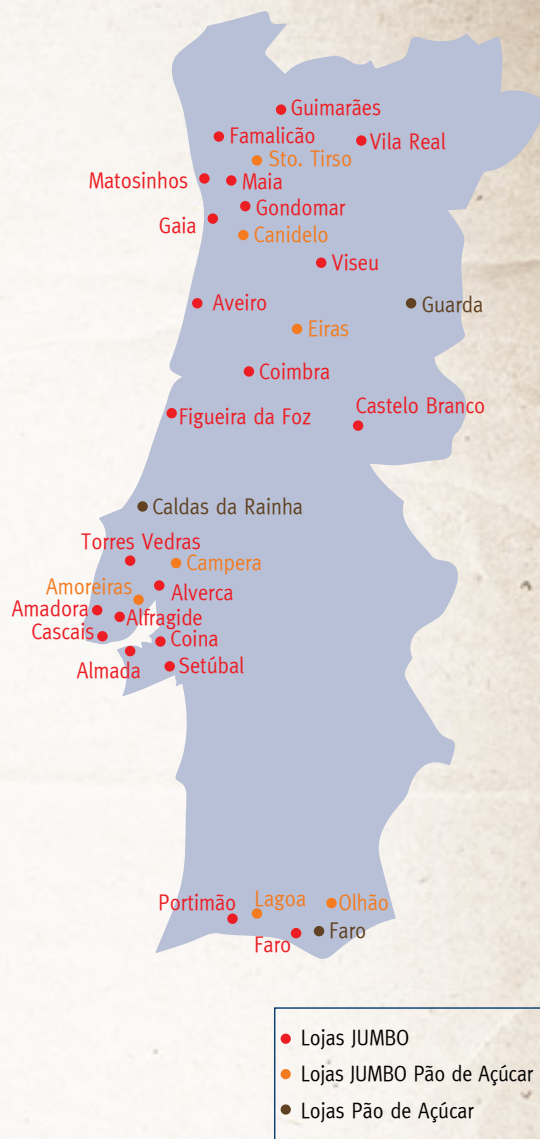 Guimarães
Famalicão
Vila Real
Sto. Tirso
Matosinhos
Maia
Gondomar
Gaia
Canidelo
Viseu
Aveiro
Guarda
Eiras
Coimbra
Castelo Branco
Figueira da Foz
Caldas da Rainha
Torres Vedras
Campera
Amoreiras
Alverca
Amadora
Alfragide
Cascais
Coina
Almada
Setúbal
Portimão
Lagoa
Olhão
Faro
Faro
Lojas JUMBO
Lojas JUMBO Pão de Açúcar
Lojas Pão de Açúcar